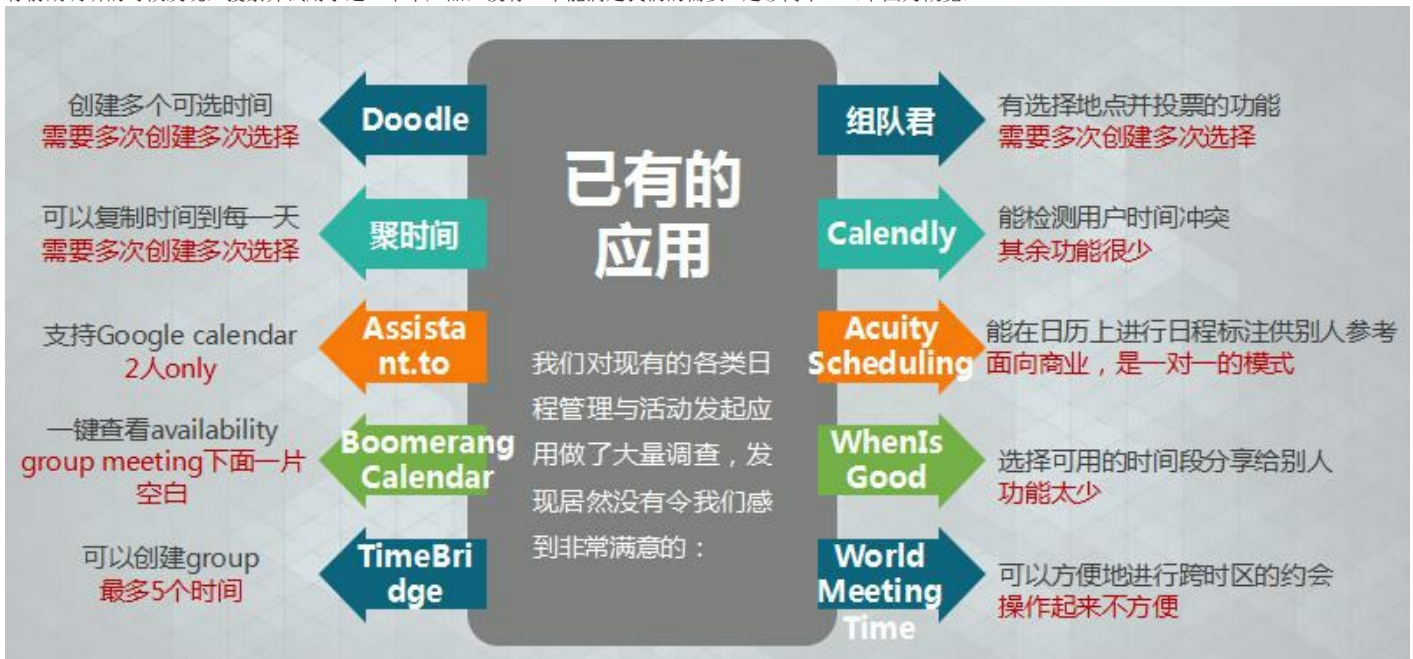 创建多个可选时间
需要多次创建多次选择
Doodle
可以复制时间到每一天
需要多次创建多次选择
聚时间
支持Google calendar
2人only
Assista
nt.to
一键查看availability
group meeting下面一片
空白
Boomerang
Calendar
可以创建group
最多5个时间
TimeBri
dge
已有的
应用
我们对现有的各类日
程管理与活动发起应
用做了大量调查，发
现居然没有令我们感
到非常满意的：
组队君
有选择地点并投票的功能
需要多次创建多次选择
Calendly
能检测用户时间冲突
其余功能很少
Acuity
Scheduling
能在日历上进行日程标注供别人参考
面向商业，是一对一的模式
WhenIs
Good
选择可用的时间段分享给别人
功能太少
World
Meeting
Time
可以方便地进行跨时区的约会
操作起来不方便